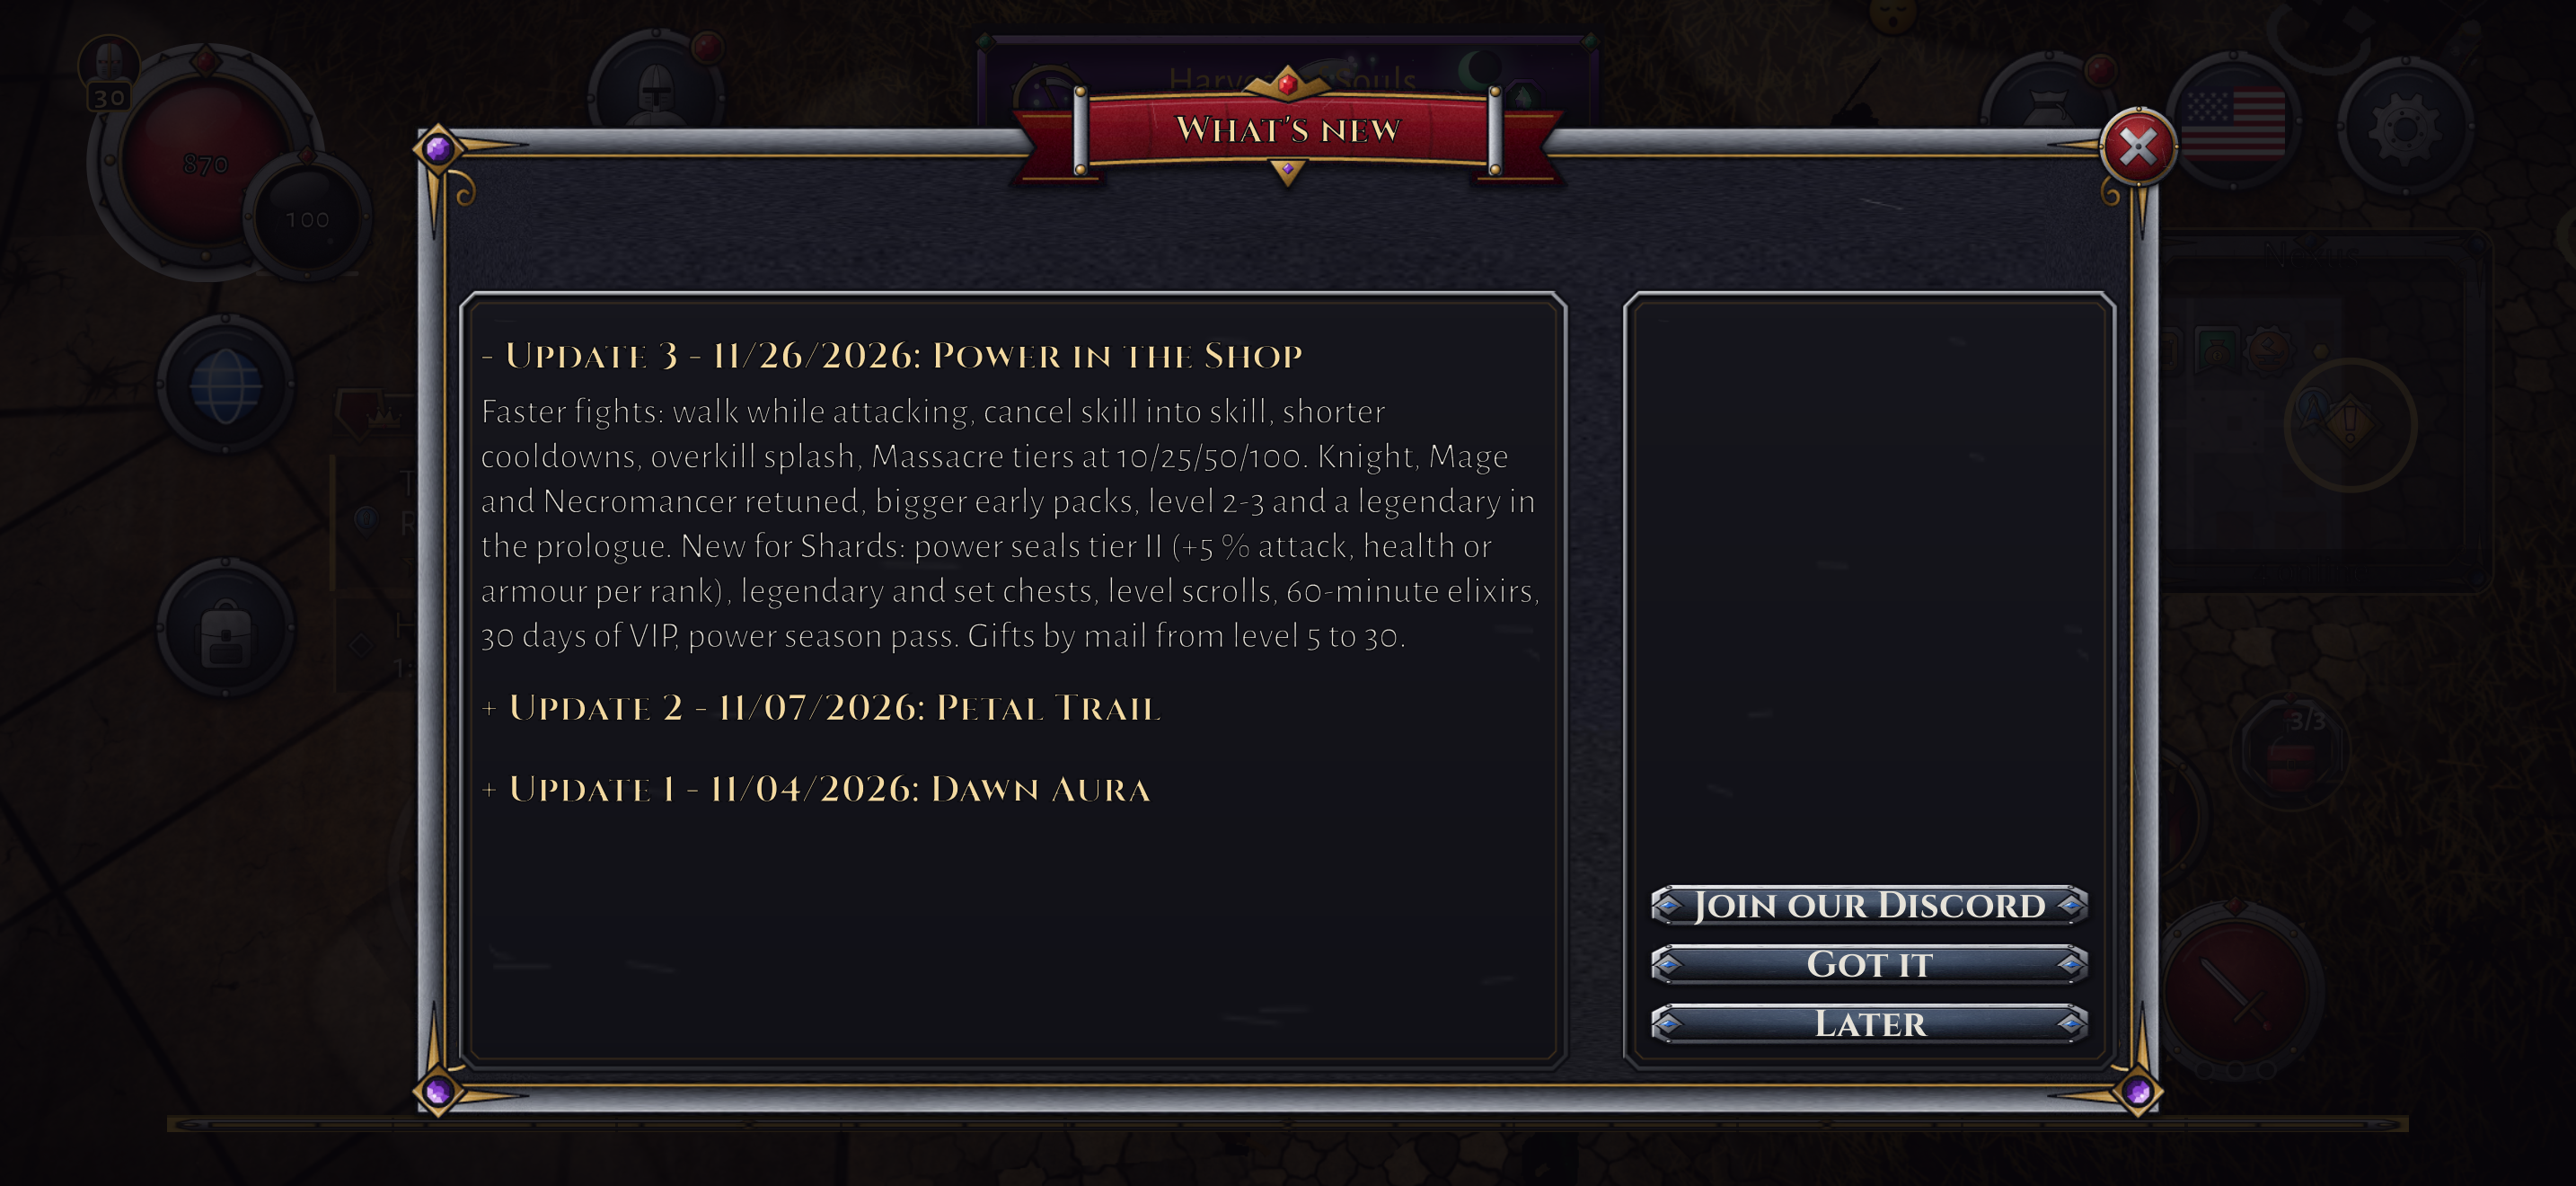 30
870
100
Harve Souls
What's new
- Update 3 - 11/26/2026: Power in the Shop
Faster fights: walk while attacking, cancel skill into skill, shorter
cooldowns, overkill splash, Massacre tiers at 10/25/50/100. Knight, Mage
and Necromancer retuned, bigger early packs, level 2-3 and a legendary in
the prologue. New for Shards: power seals tier II (+5 % attack, health or
armour per rank), legendary and set chests, level scrolls, 60-minute elixirs,
30 days of VIP, power season pass. Gifts by mail from level 5 to 30.
+ Update 2 - 11/07/2026: Petal Trail
+ Update 1 - 11/04/2026: Dawn Aura
3/3
Join our Discord
Got it
Later